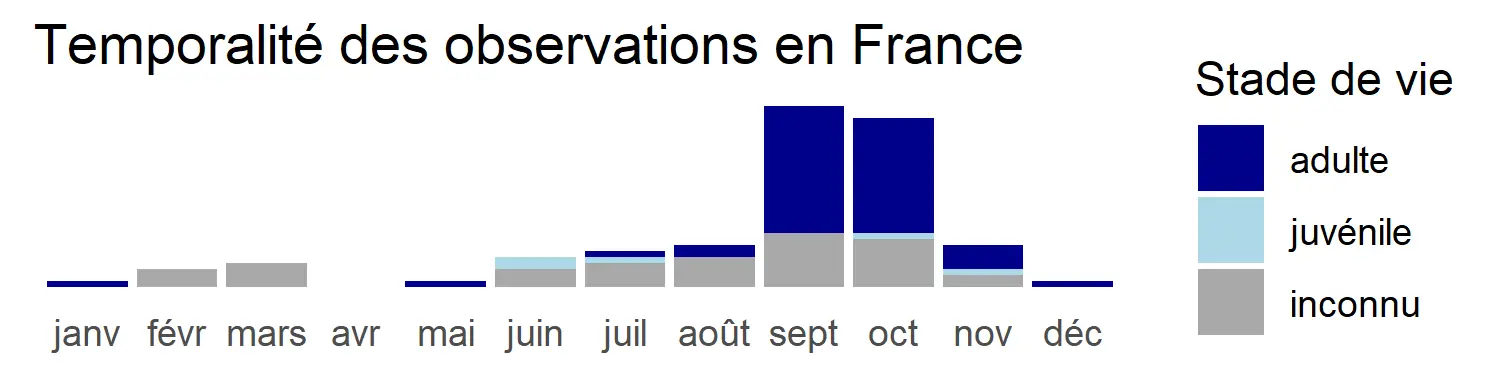 Temporalité des observations en France
Stade de vie
adulte
juvénile
inconnu
janv févr mars avr mai juin juil août sept oct nov déc